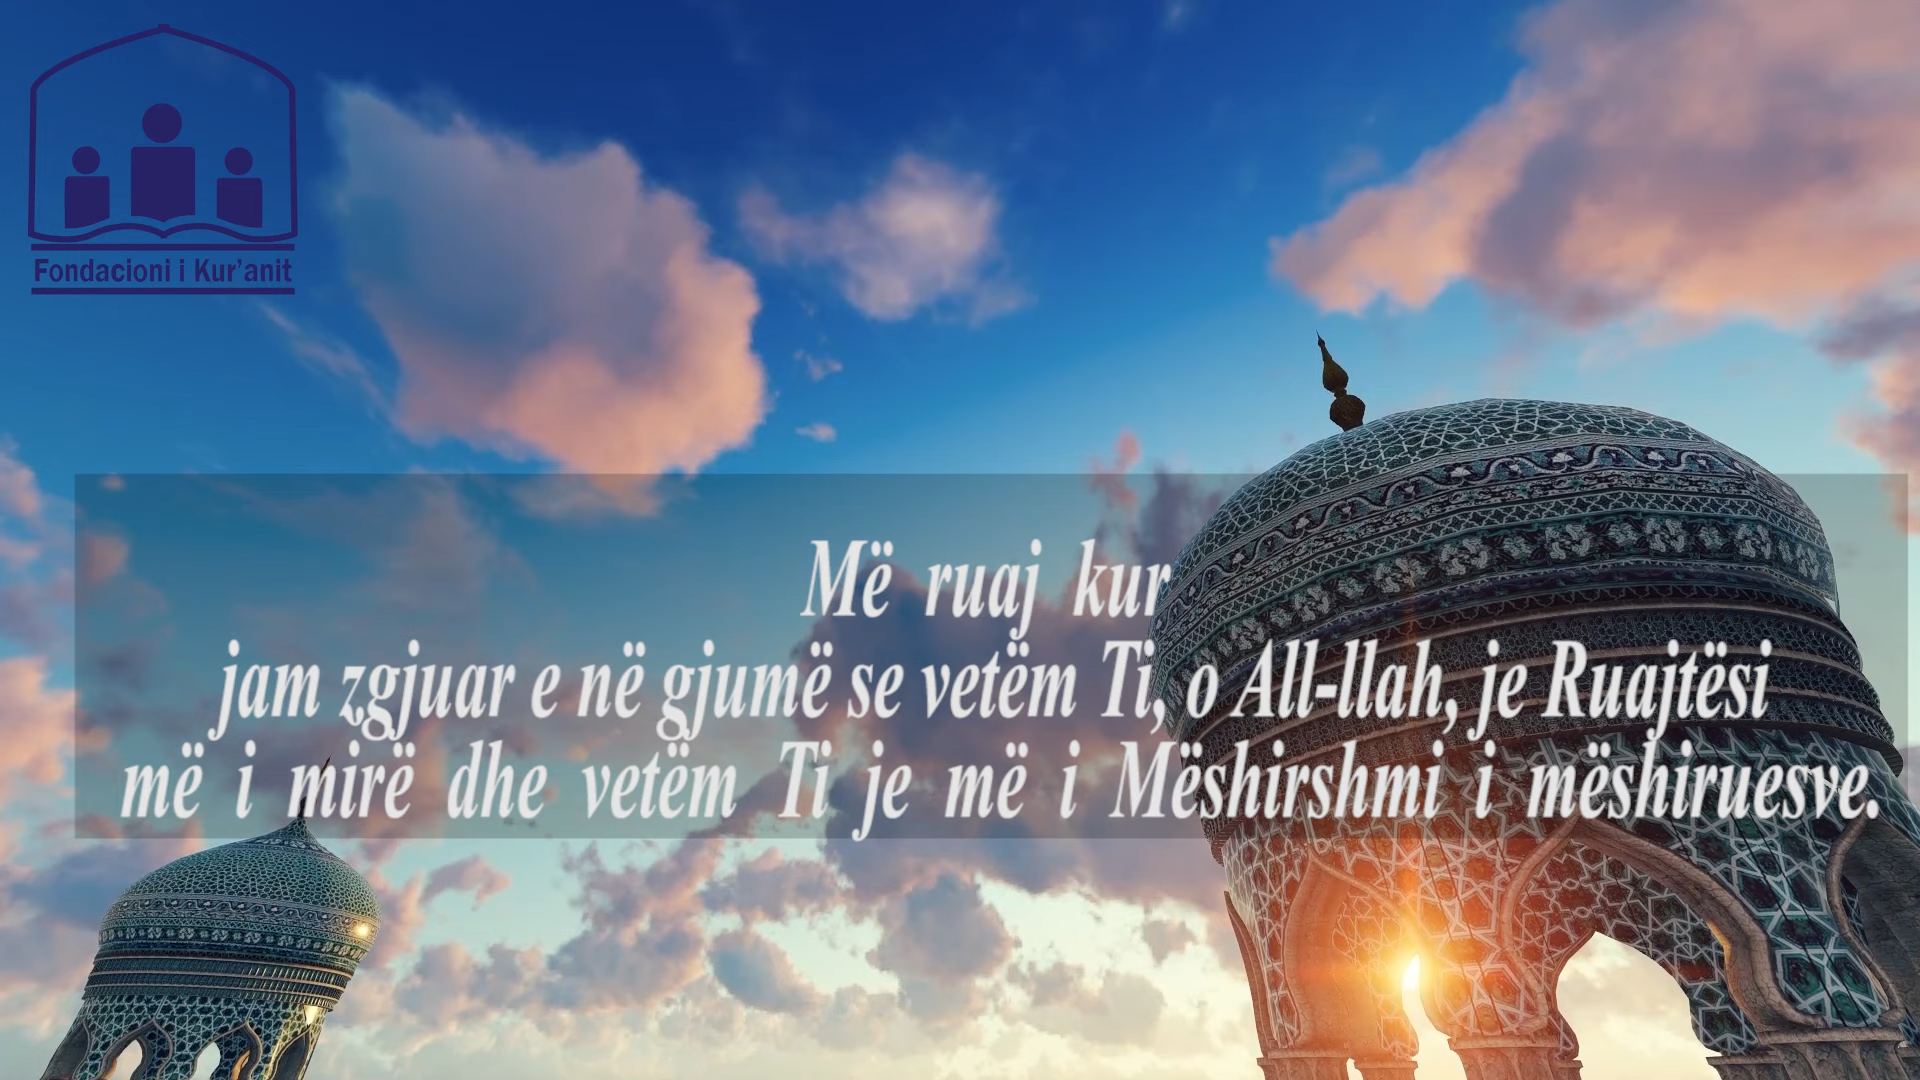 Fondacioni i Kur'anit
Më ruaj kur
jam zgjuar e në gjumë se vetëm Ti, o All-llah, je Ruajtësi
më i mirë dhe vetëm Ti je më i Mëshirshmi i mëshiruesve.